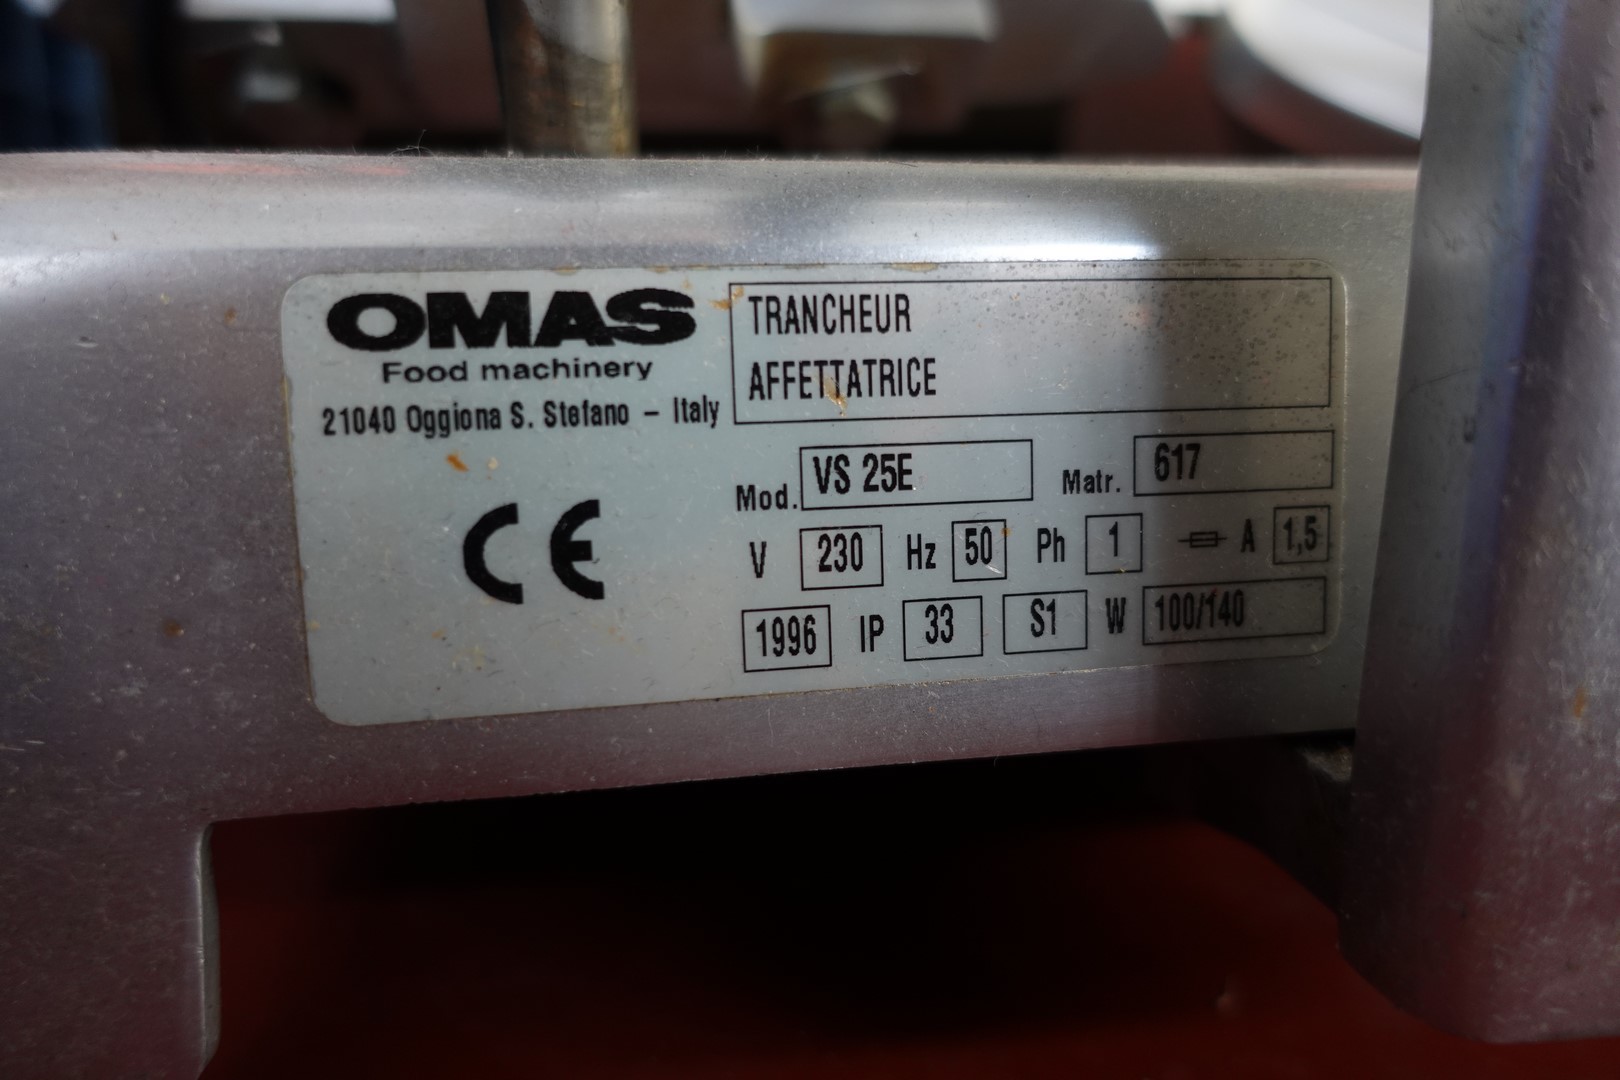 OMAS
Food machinery
21040 Oggiona S. Stefano – Italy
TRANCHEUR
AFFETTATRICE
CE
Mod. VS 25E Matr. 617
V 230 Hz 50 Ph 1 A 1,5
1996 IP 33 S1 W 100/140